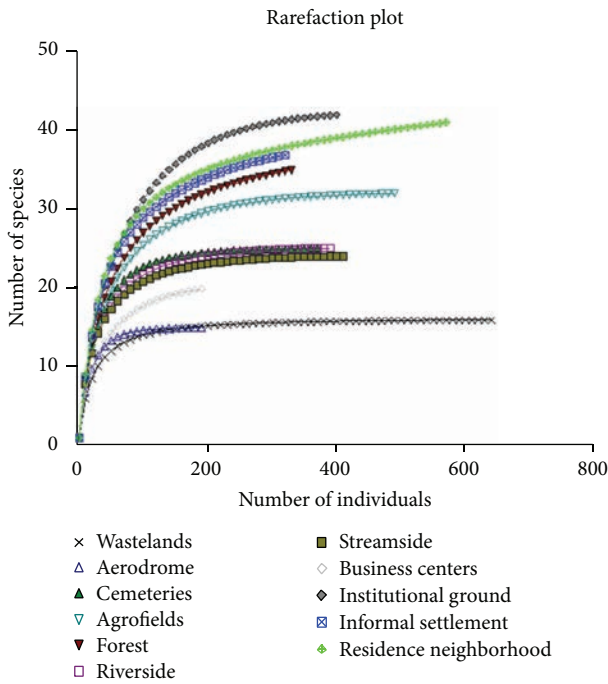 Rarefaction plot
50
40
30
20
10
0
Number of species
0 200 400 600 800
Number of individuals
Wastelands
Aerodrome
Cemeteries
Agrofields
Forest
Riverside
Streamside
Business centers
Institutional ground
Informal settlement
Residence neighborhood